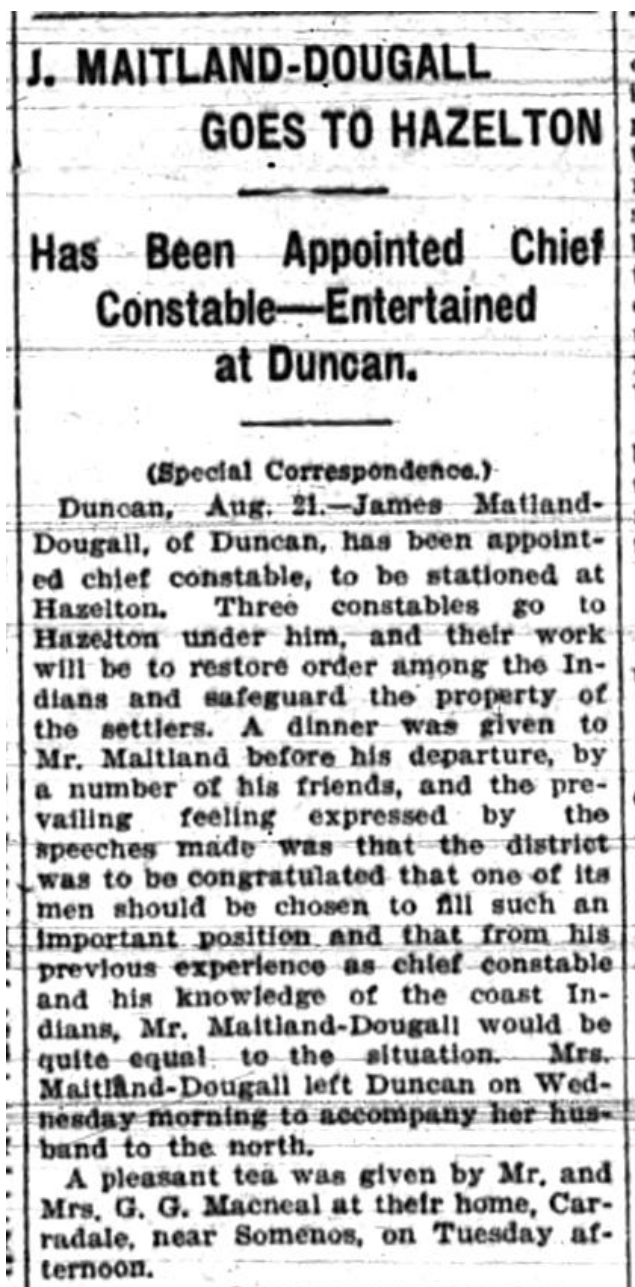 J. MAITLAND-DOUGALL
GOES TO HAZELTON
Has Been Appointed Chief
Constable—Entertained
at Duncan.
(Special Correspondence.)
Duncan, Aug. 21.—James Matland-
Dougall, of Duncan, has been appoint-
ed chief constable, to be stationed at
Hazelton. Three constables go to
Hazelton under him, and their work
will be to restore order among the In-
dians and safeguard the property of
the settlers. A dinner was given to
Mr. Maitland before his departure, by
a number of his friends, and the pre-
vailing feeling expressed by the
speeches made was that the district
was to be congratulated that one of its
men should be chosen to fill such an
important position and that from his
previous experience as chief constable
and his knowledge of the coast In-
dians, Mr. Maitland-Dougall would be
quite equal to the situation. Mrs.
Maitland-Dougall left Duncan on Wed-
nesday morning to accompany her hus-
band to the north.
A pleasant tea was given by Mr. and
Mrs. G. G. Macneal at their home, Car-
radale, near Somenos, on Tuesday af-
ternoon.